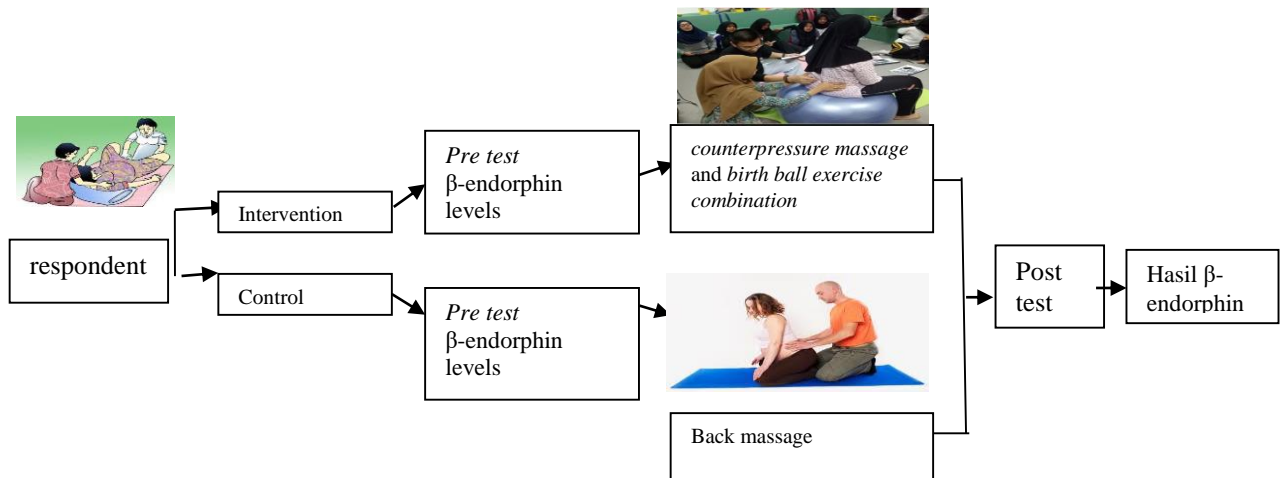 respondent
Intervention
Control
Pre test
β-endorphin
levels
Pre test
β-endorphin
levels
counterpressure massage
and birth ball exercise
combination
Back massage
Post
test
Hasil β-
endorphin